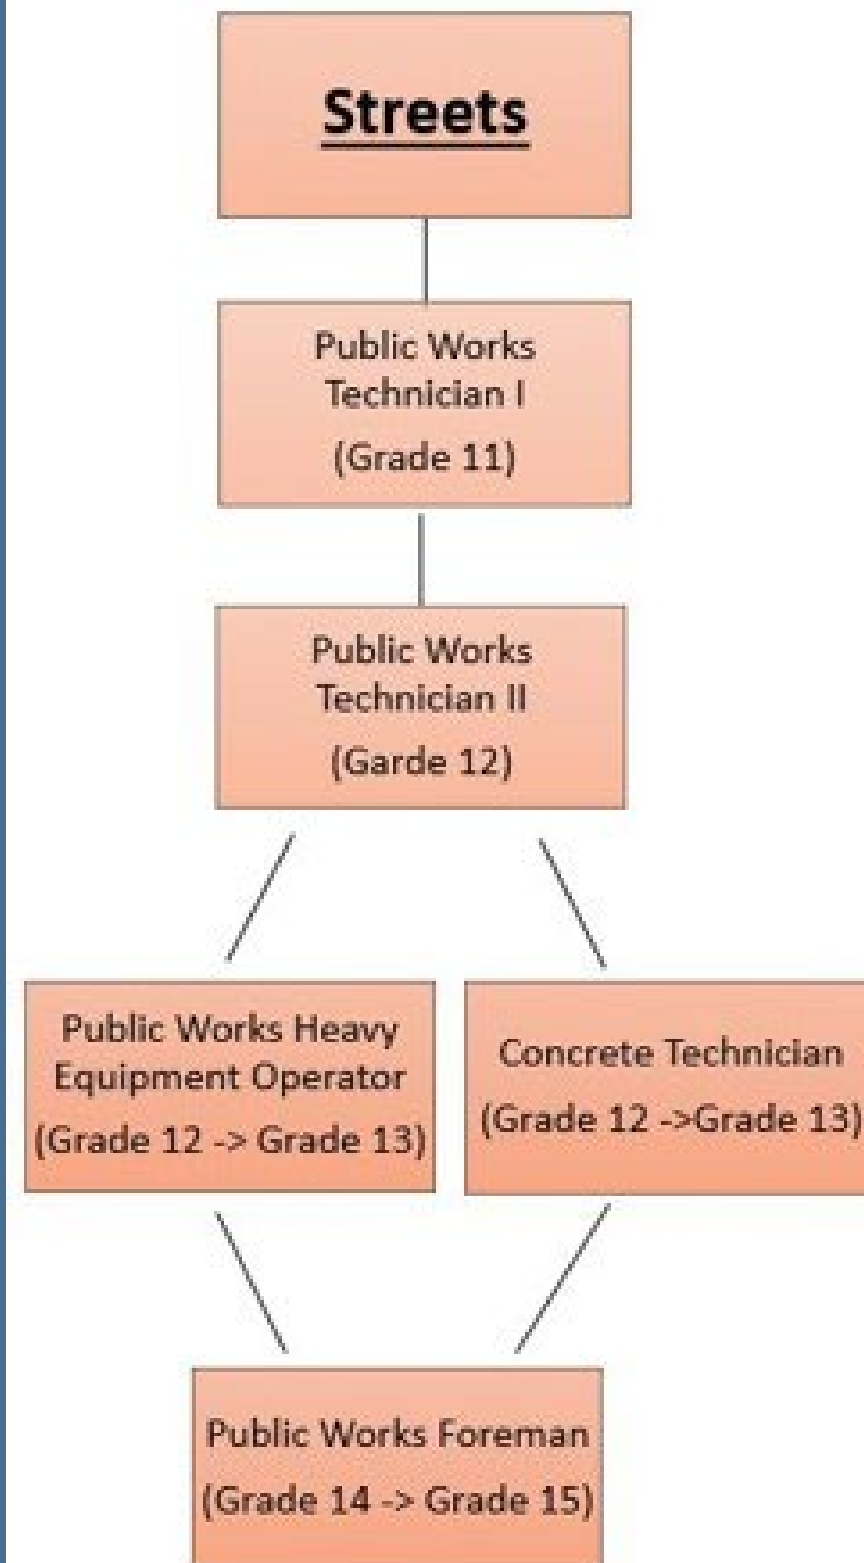 Streets
Public Works
Technician I
(Grade 11)
Public Works
Technician II
(Garde 12)
Public Works Heavy
Equipment Operator
(Grade 12 -> Grade 13)
Concrete Technician
(Grade 12 ->Grade 13)
Public Works Foreman
(Grade 14 -> Grade 15)